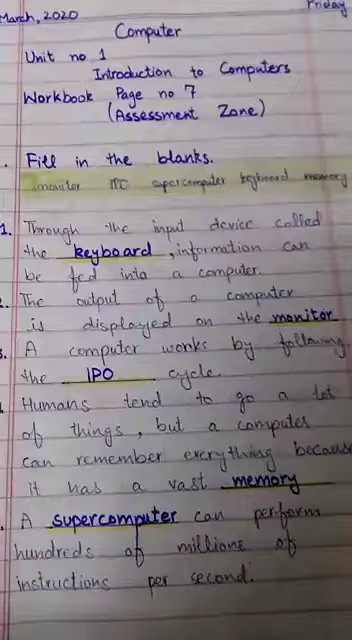 March, 2020
Friday
Computer
Unit no 1
Introduction to Computers
Workbook Page no 7
(Assessment Zone)
Fill in the blanks.
monitor IPO supercomputer keyboard memory
1. Through the input device called
the keyboard, information can
be fed into a computer.
2. The output of a computer
is displayed on the monitor
3. A computer works by following
the IPO cycle.
Humans tend to go a lot
of things, but a computer
can remember everything because
it has a vast memory
A supercomputer can perform
hundreds of millions of
instructions per second.